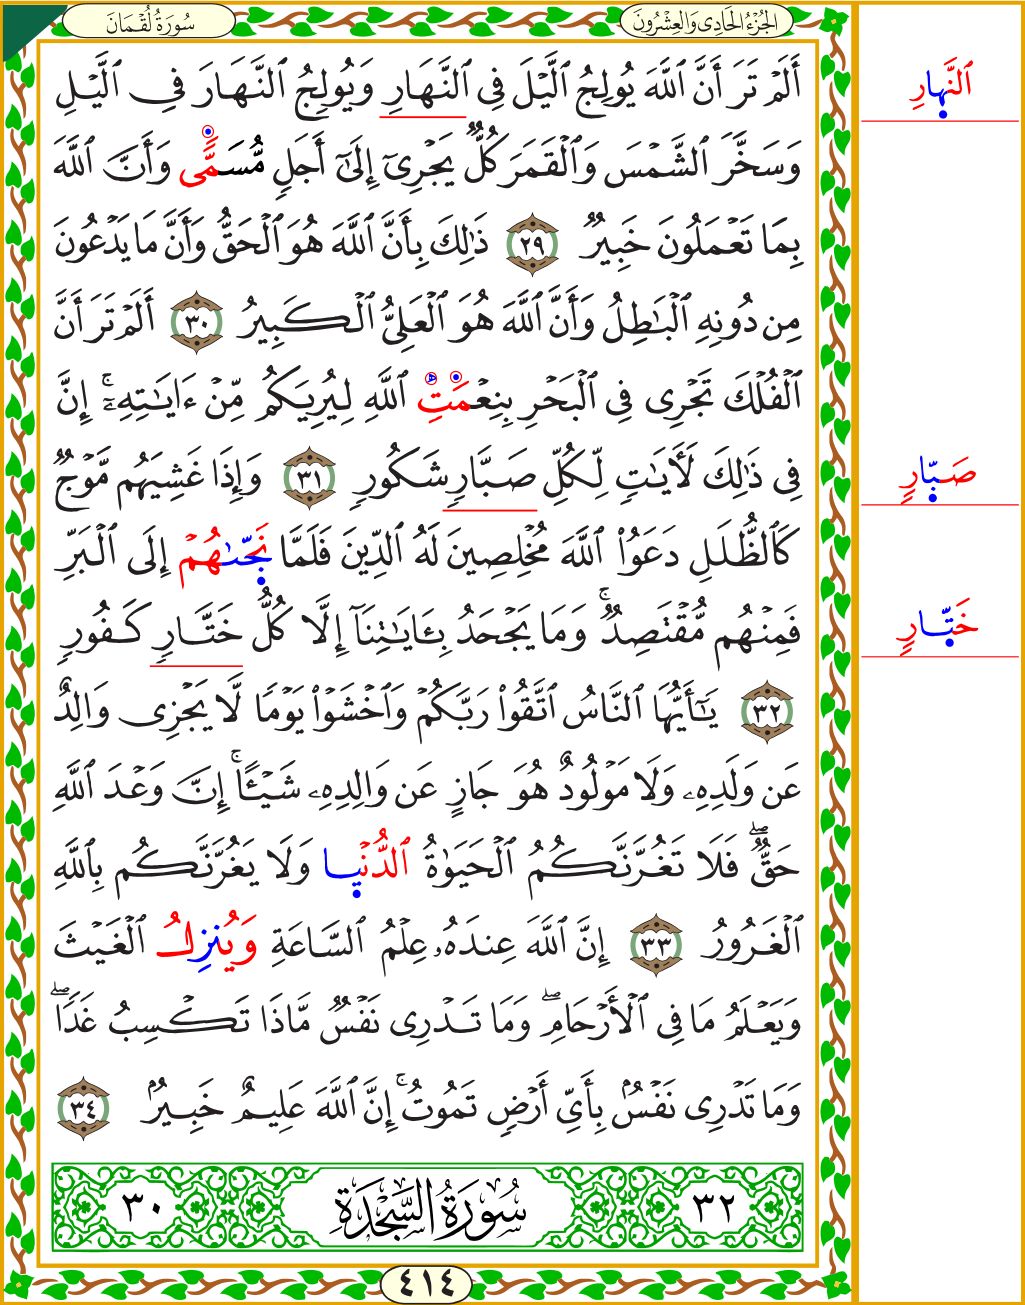 الجُزْءُ الحَادِى وَالعِشْرُونَ
سُورَةُ لُقْمَانَ
أَلَمْ تَرَ أَنَّ ٱللَّهَ يُولِجُ ٱلَّيْلَ فِى ٱلنَّهَارِ وَيُولِجُ ٱلنَّهَارَ فِى ٱلَّيْلِ
ٱلنَّهارِ
وَسَخَّرَ ٱلشَّمْسَ وَٱلْقَمَرَ كُلٌّ يَجْرِىٓ إِلَىٰٓ أَجَلٍ مُّسَمًّى وَأَنَّ ٱللَّهَ
بِمَا تَعْمَلُونَ خَبِيرٌ ٢٩ ذَٰلِكَ بِأَنَّ ٱللَّهَ هُوَ ٱلْحَقُّ وَأَنَّ مَا يَدْعُونَ
مِن دُونِهِ ٱلْبَـٰطِلُ وَأَنَّ ٱللَّهَ هُوَ ٱلْعَلِىُّ ٱلْكَبِيرُ ٣٠ أَلَمْ تَرَ أَنَّ
ٱلْفُلْكَ تَجْرِى فِى ٱلْبَحْرِ بِنِعْمَتِ ٱللَّهِ لِيُرِيَكُم مِّنْ ءَايَـٰتِهِۦٓ ۚ إِنَّ
فِى ذَٰلِكَ لَـَٔايَـٰتٍ لِّكُلِّ صَبَّارٍ شَكُورٍ ٣١ وَإِذَا غَشِيَهُم مَّوْجٌ
صَبّارٍ
كَٱلظُّلَلِ دَعَوُا۟ ٱللَّهَ مُخْلِصِينَ لَهُ ٱلدِّينَ فَلَمَّا نَجَّىٰهُمْ إِلَى ٱلْبَرِّ
فَمِنْهُم مُّقْتَصِدٌ ۚ وَمَا يَجْحَدُ بِـَٔايَـٰتِنَآ إِلَّا كُلُّ خَتَّارٍ كَفُورٍ
خَتّارٍ
٣٢ يَـٰٓأَيُّهَا ٱلنَّاسُ ٱتَّقُوا۟ رَبَّكُمْ وَٱخْشَوْا۟ يَوْمًا لَّا يَجْزِى وَالِدٌ
عَن وَلَدِهِۦ وَلَا مَوْلُودٌ هُوَ جَازٍ عَن وَالِدِهِۦ شَيْـًٔا ۚ إِنَّ وَعْدَ ٱللَّهِ
حَقٌّ ۖ فَلَا تَغُرَّنَّكُمُ ٱلْحَيَوٰةُ ٱلدُّنْيا وَلَا يَغُرَّنَّكُم بِٱللَّهِ
ٱلْغَرُورُ ٣٣ إِنَّ ٱللَّهَ عِندَهُۥ عِلْمُ ٱلسَّاعَةِ وَيُنزِلُ ٱلْغَيْثَ
وَيَعْلَمُ مَا فِى ٱلْأَرْحَامِ ۖ وَمَا تَدْرِى نَفْسٌ مَّاذَا تَكْسِبُ غَدًا ۖ
وَمَا تَدْرِى نَفْسٌۢ بِأَىِّ أَرْضٍ تَمُوتُ ۚ إِنَّ ٱللَّهَ عَلِيمٌ خَبِيرٌۢ ٣٤
٣٢ سُورَةُ السَّجْدَةِ ٣٠
٤١٤